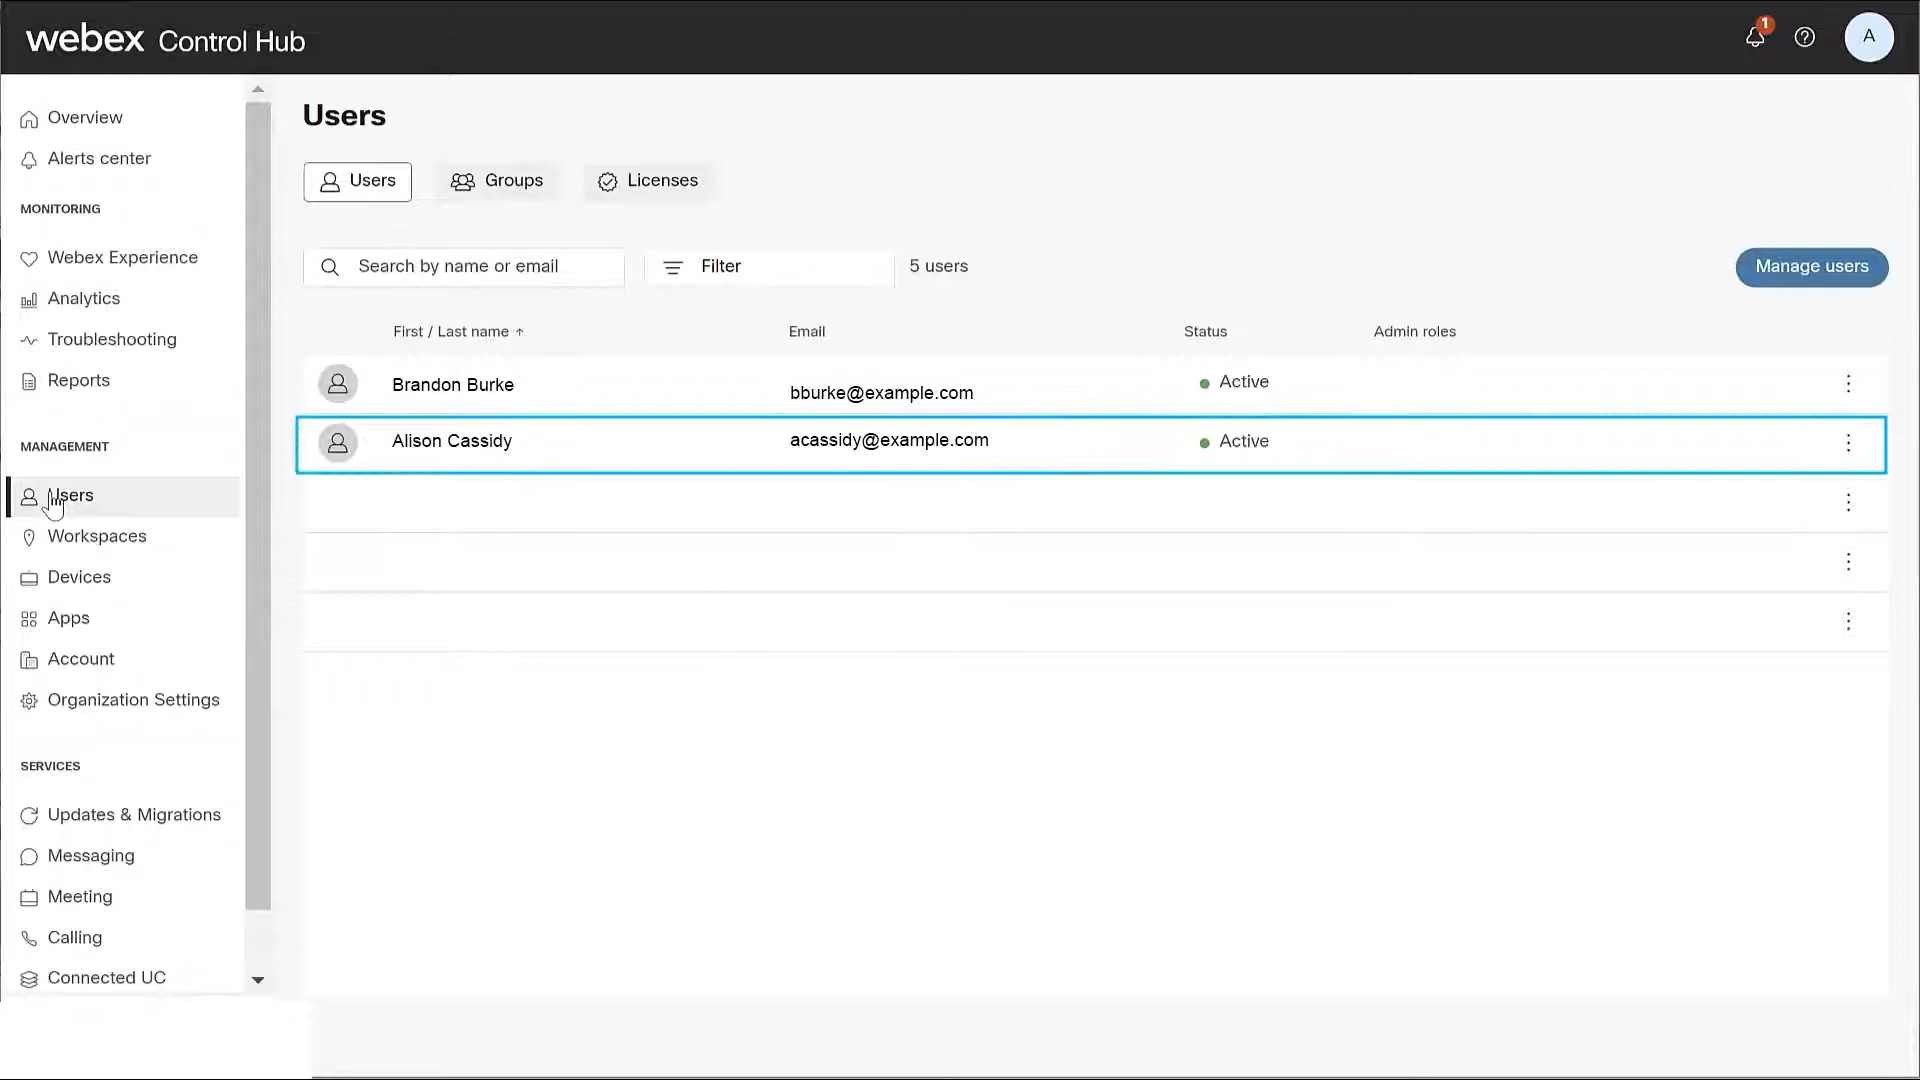 webex Control Hub
1
A
Overview
Alerts center
MONITORING
Webex Experience
Analytics
Troubleshooting
Reports
MANAGEMENT
Users
Workspaces
Devices
Apps
Account
Organization Settings
SERVICES
Updates & Migrations
Messaging
Meeting
Calling
Connected UC
Users
Users Groups Licenses
Search by name or email Filter 5 users Manage users
First / Last name ↑ Email Status Admin roles
Brandon Burke bburke@example.com Active
Alison Cassidy acassidy@example.com Active